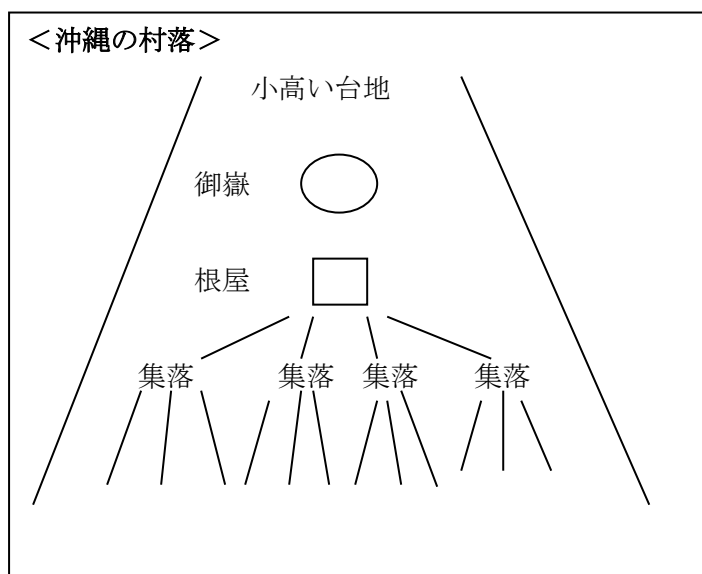 <沖縄の村落>
小高い台地
御嶽
根屋
集落 集落 集落 集落